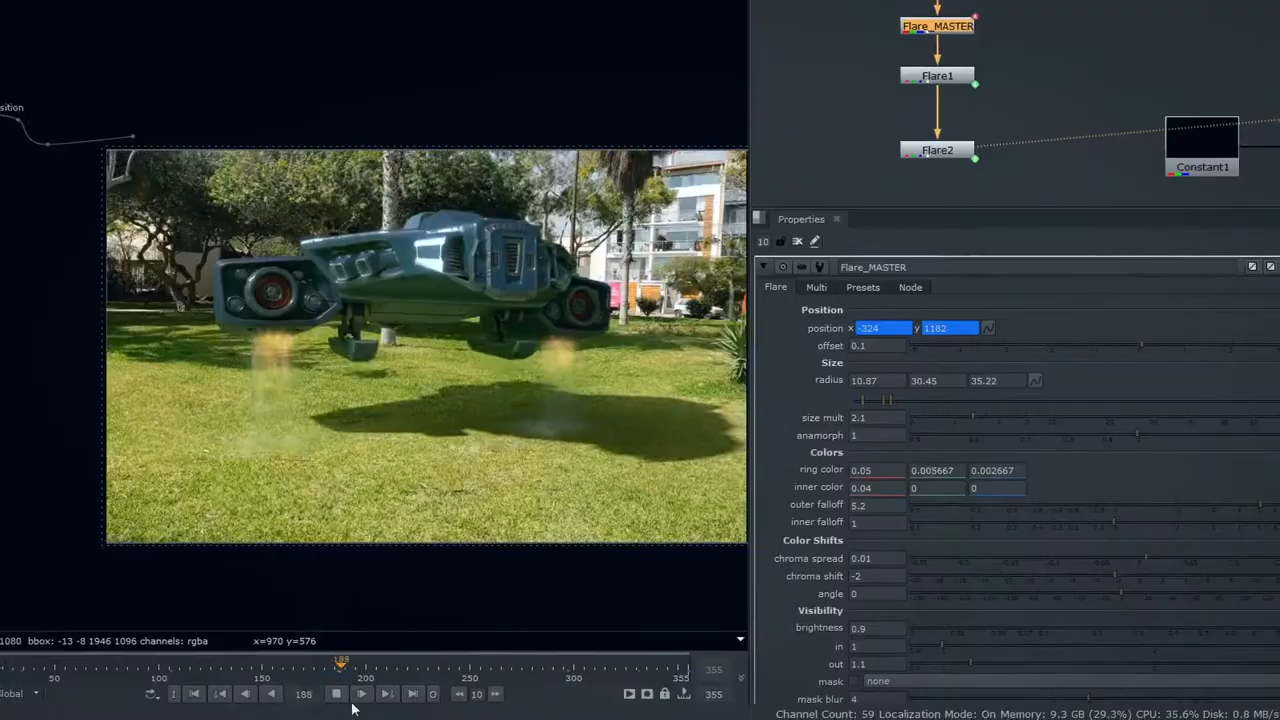 Flare_MASTER
Flare1
Flare2
Constant1
sition
Properties
10
Flare_MASTER
Flare Multi Presets Node
Position
position x -324 y 1182
offset 0.1
Size
radius 10.87 30.45 35.22
size mult 2.1
anamorph 1
Colors
ring color 0.05 0.005667 0.002667
inner color 0.04 0 0
outer falloff 5.2
inner falloff 1
Color Shifts
chroma spread 0.01
chroma shift -2
angle 0
Visibility
brightness 0.9
in 1
out 1.1
mask none
mask blur 4
1080 bbox: -13 -8 1946 1096 channels: rgba x=970 y=576
188
50 100 150 200 250 300 355 355
lobal 188 10 355
Channel Count: 59 Localization Mode: On Memory: 9.3 GB (29.3%) CPU: 35.6% Disk: 0.8 MB/s